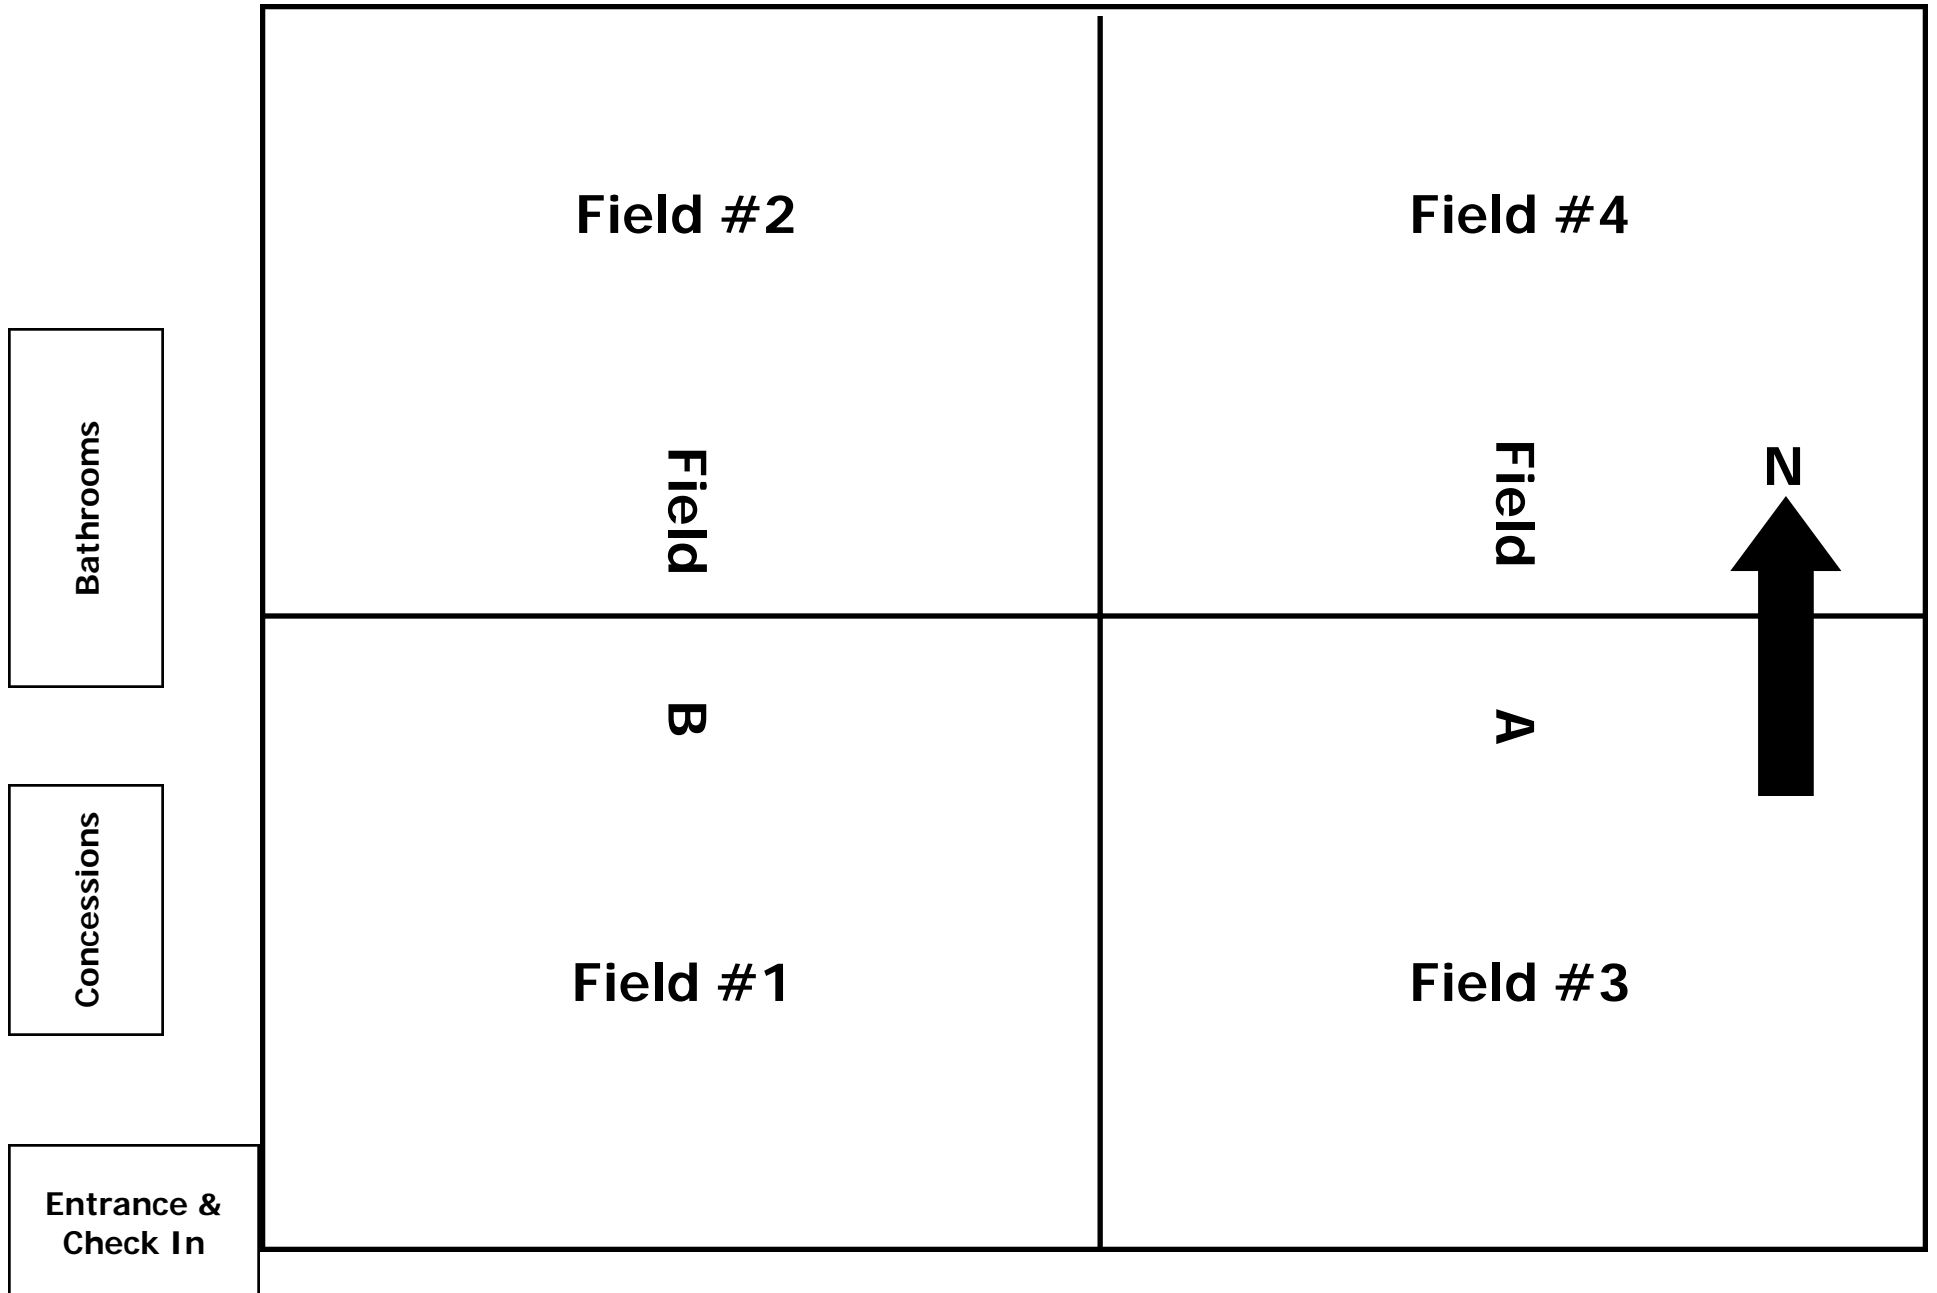 Field #2
Field #4
Field B
Field A
N
Bathrooms
Concessions
Field #1
Field #3
Entrance &
Check In